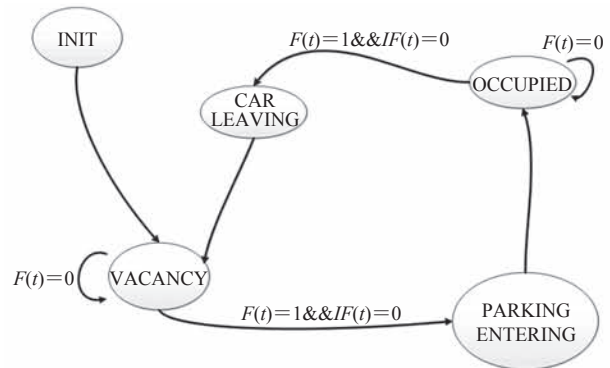 INIT
F(t)=1&&IF(t)=0
F(t)=0
OCCUPIED
CAR
LEAVING
F(t)=0
VACANCY
F(t)=1&&IF(t)=0
PARKING
ENTERING